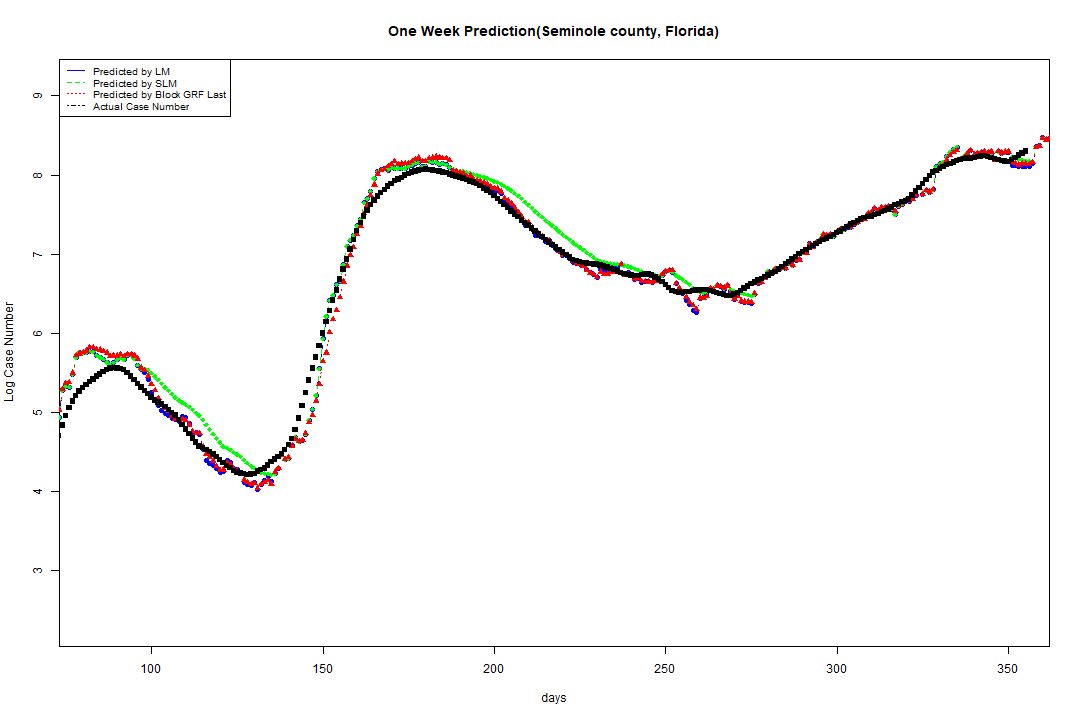 One Week Prediction(Seminole county, Florida)
Predicted by LM
Predicted by SLM
Predicted by Block GRF Last
Actual Case Number
9
8
7
6
5
4
3
Log Case Number
100 150 200 250 300 350
days